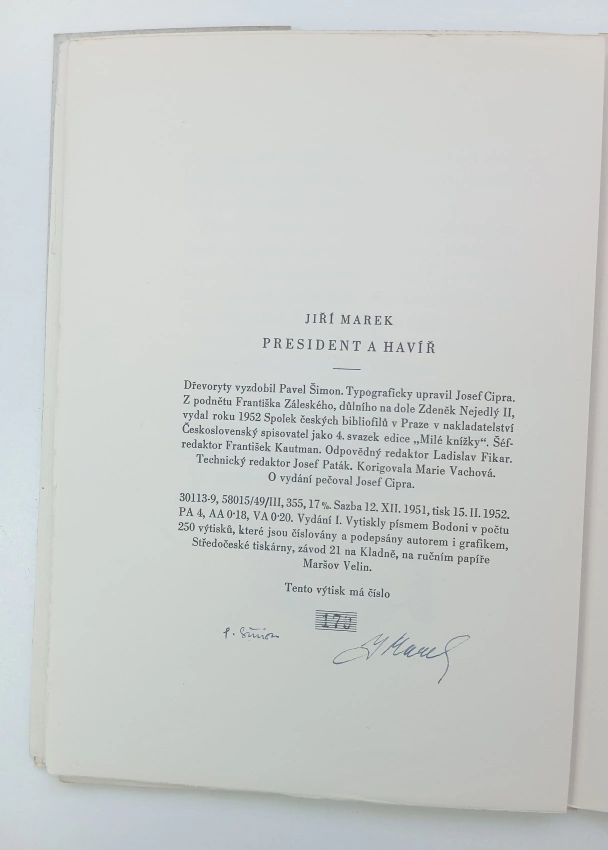 JIŘÍ MAREK
PRESIDENT A HAVÍŘ
Dřevoryty vyzdobil Pavel Šimon. Typograficky upravil Josef Cipra.
Z podnětu Františka Záleského, důlního na dole Zdeněk Nejedlý II,
vydal roku 1952 Spolek českých bibliofilů v Praze v nakladatelství
Československý spisovatel jako 4. svazek edice „Milé knížky“. Šéf-
redaktor František Kautman. Odpovědný redaktor Ladislav Fikar.
Technický redaktor Josef Paták. Korigovala Marie Vachová.
O vydání pečoval Josef Cipra.
30113-9, 58015/49/III, 355, 17%. Sazba 12. XII. 1951, tisk 15. II. 1952.
PA 4, AA 0·18, VA 0·20. Vydání I. Vytiskly písmem Bodoni v počtu
250 výtisků, které jsou číslovány a podepsány autorem i grafikem,
Středočeské tiskárny, závod 21 na Kladně, na ručním papíře
Maršov Velin.
Tento výtisk má číslo
P. Šimon
J Marek